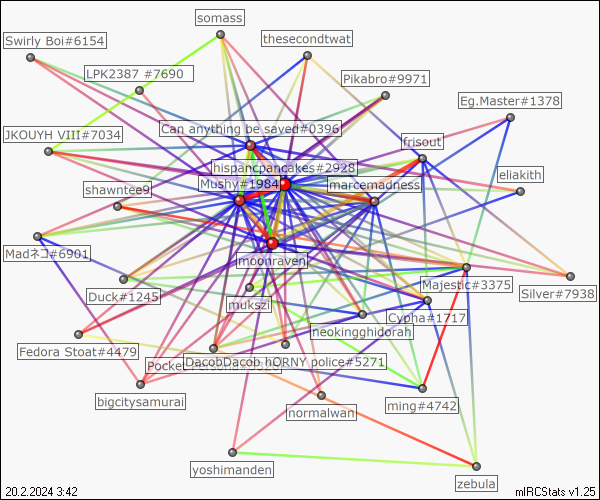 somass
Swirly Boi#6154
thesecondtwat
LPK2387 #7690
Pikabro#9971
Eg.Master#1378
JKOUYH VIII#7034
Can anything be saved#0396
frisout
hispancpancakes#2928
eliakith
shawntee9
Mushy#1984
marcemadness
Madネコ#6901
moonraven
Majestic#3375
Duck#1245
Silver#7938
mukszi
Cypha#1717
neokingghidorah
Fedora Stoat#4479
DacobDacob
hORNY police#5271
bigcitysamurai
normalwan
ming#4742
yoshimanden
zebula
20.2.2024 3:42
mIRCStats v1.25